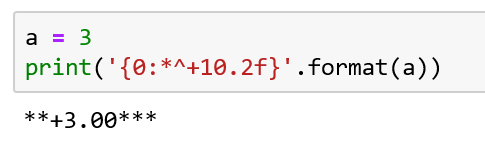 a = 3
print('{0:*^+10.2f}'.format(a))
**+3.00***